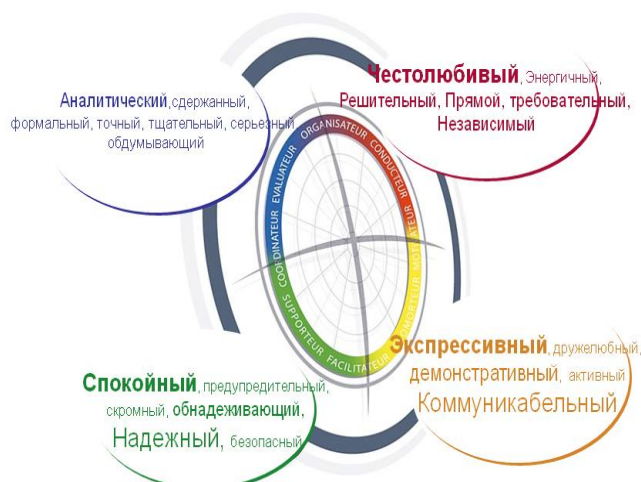 Аналитический,сдержанный,
формальный, точный, тщательный, серьезный
обдумывающий
Честолюбивый, Энергичный,
Решительный, Прямой, требовательный,
Независимый
ORGANISATEUR
CONDUCTEUR
MOTIVATEUR
FACILITATEUR
SUPPORTEUR
COORDINATEUR
EVALUATEUR
Экспрессивный, дружелюбный,
демонстративный, активный
Коммуникабельный
Спокойный, предупредительный,
скромный, обнадеживающий,
Надежный, безопасный